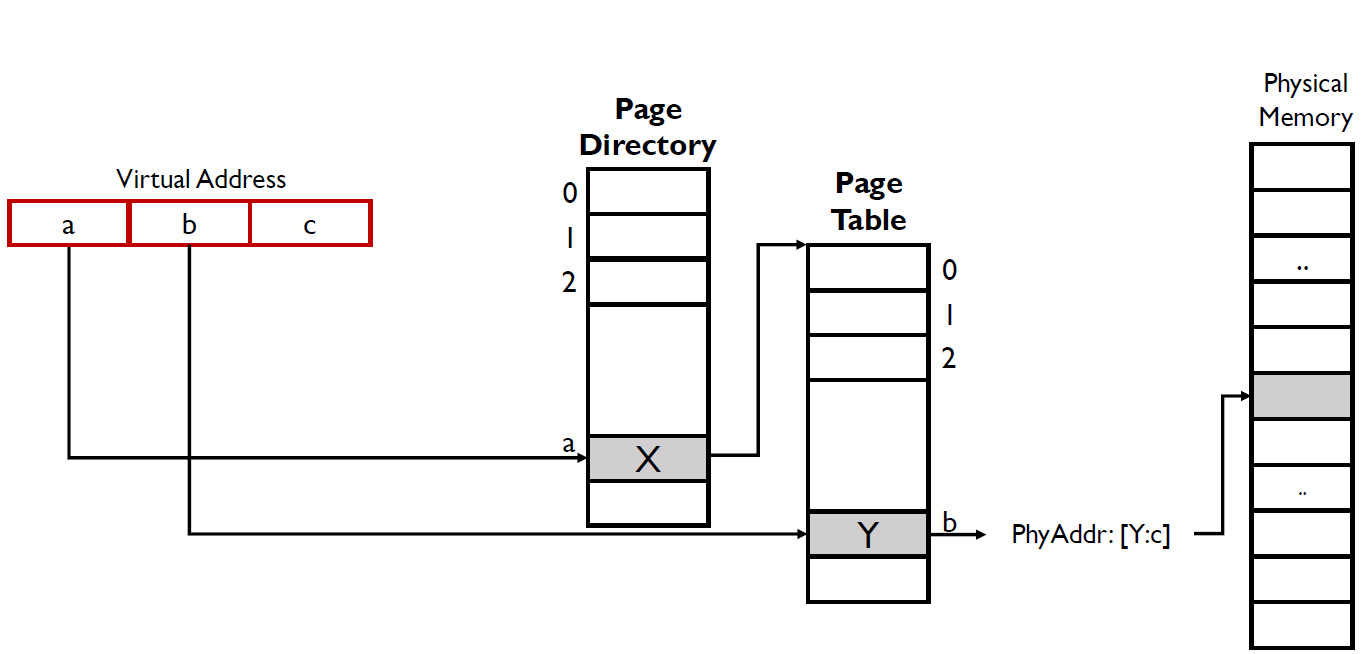 Virtual Address
a b c
Page
Directory
0
1
2
a
X
Page
Table
0
1
2
Y
b
PhyAddr: [Y:c]
Physical
Memory
..
..